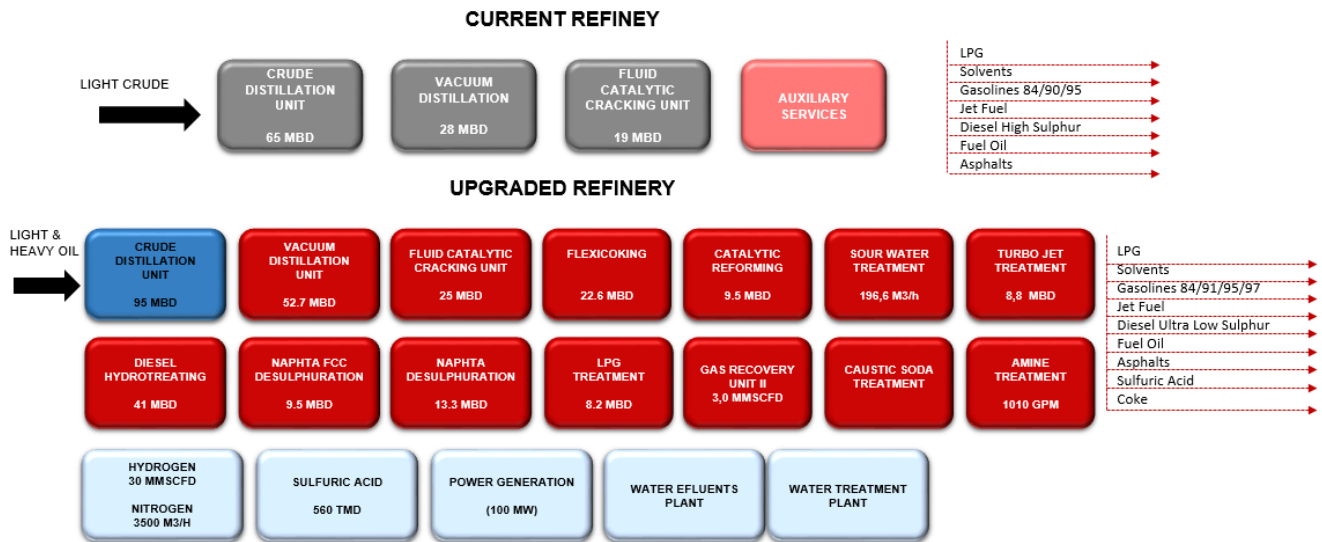 CURRENT REFINEY
LIGHT CRUDE
CRUDE
DISTILLATION
UNIT
65 MBD
VACUUM
DISTILLATION
28 MBD
FLUID
CATALYTIC
CRACKING UNIT
19 MBD
AUXILIARY
SERVICES
LPG
Solvents
Gasolines 84/90/95
Jet Fuel
Diesel High Sulphur
Fuel Oil
Asphalts
UPGRADED REFINERY
LIGHT &
HEAVY OIL
CRUDE
DISTILLATION
UNIT
95 MBD
VACUUM
DISTILLATION
UNIT
52.7 MBD
FLUID CATALYTIC
CRACKING UNIT
25 MBD
FLEXICOKING
22.6 MBD
CATALYTIC
REFORMING
9.5 MBD
SOUR WATER
TREATMENT
196,6 M3/h
TURBO JET
TREATMENT
8,8 MBD
DIESEL
HYDROTREATING
41 MBD
NAPHTA FCC
DESULPHURATION
9.5 MBD
NAPHTA
DESULPHURATION
13.3 MBD
LPG
TREATMENT
8.2 MBD
GAS RECOVERY
UNIT II
3,0 MMSCFD
CAUSTIC SODA
TREATMENT
AMINE
TREATMENT
1010 GPM
LPG
Solvents
Gasolines 84/91/95/97
Jet Fuel
Diesel Ultra Low Sulphur
Fuel Oil
Asphalts
Sulfuric Acid
Coke
HYDROGEN
30 MMSCFD
NITROGEN
3500 M3/H
SULFURIC ACID
560 TMD
POWER GENERATION
(100 MW)
WATER EFLUENTS
PLANT
WATER TREATMENT
PLANT